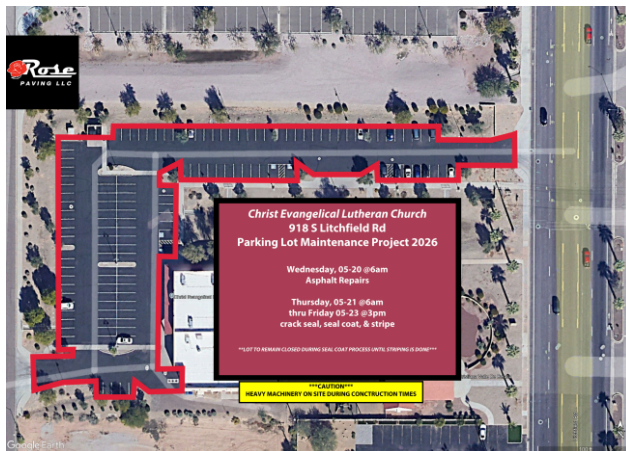 Rose
PAVING LLC
Christ Evangelical Lutheran Church
918 S Litchfield Rd
Parking Lot Maintenance Project 2026
Wednesday, 05-20 @6am
Asphalt Repairs
Thursday, 05-21 @6am
thru Friday 05-23 @3pm
crack seal, seal coat, & stripe
**LOT TO REMAIN CLOSED DURING SEAL COAT PROCESS UNTIL STRIPING IS DONE***
Christ Evangelical
***CAUTION***
HEAVY MACHINERY ON SITE DURING CONCTRUCTION TIMES
Google Earth